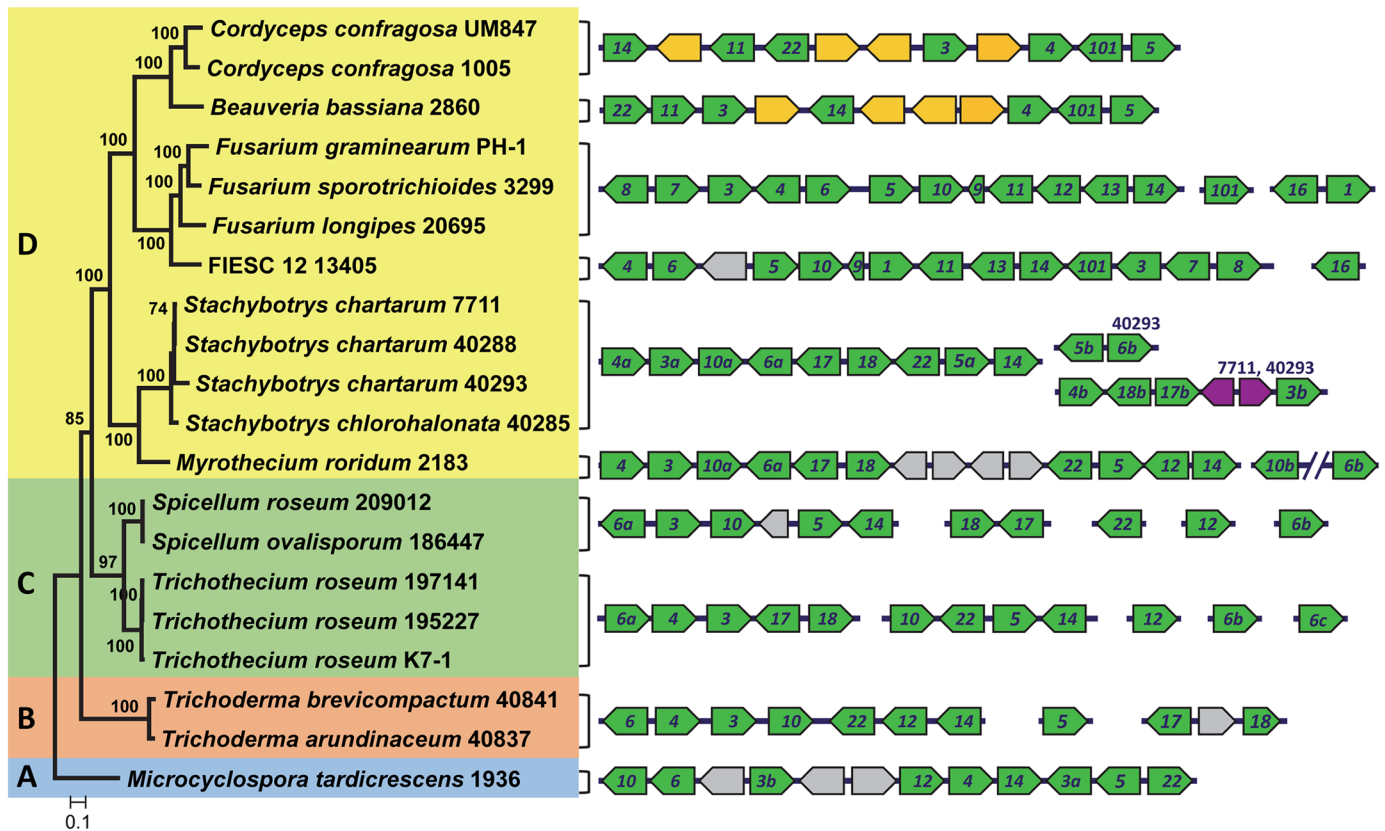 100 Cordyceps confragosa UM847 14 11 22 3 4 101 5
100 Cordyceps confragosa 1005
Beauveria bassiana 2860 22 11 3 14 4 101 5
100 100 Fusarium graminearum PH-1
100 Fusarium sporotrichioides 3299 8 7 3 4 6 5 10 9 11 12 13 14 101 16 1
Fusarium longipes 20695
D 100 FIESC 12 13405 4 6 5 10 9 1 11 13 14 101 3 7 8 16
100
74 Stachybotrys chartarum 7711
40293
Stachybotrys chartarum 40288 4a 3a 10a 6a 17 18 22 5a 14 5b 6b
7711, 40293
100 Stachybotrys chartarum 40293 4b 18b 17b 3b
85 100 Stachybotrys chlorohalonata 40285
Myrothecium roridum 2183 4 3 10a 6a 17 18 22 5 12 14 10b 6b
100 Spicellum roseum 209012 6a 3 10 5 14 18 17 22 12 6b
Spicellum ovalisporum 186447
C 97 Trichothecium roseum 197141
100 Trichothecium roseum 195227 6a 4 3 17 18 10 22 5 14 12 6b 6c
100 Trichothecium roseum K7-1
B 100 Trichoderma brevicompactum 40841 6 4 3 10 22 12 14 5 17 18
Trichoderma arundinaceum 40837
A Microcyclospora tardicrescens 1936 10 6 3b 12 4 14 3a 5 22
0.1